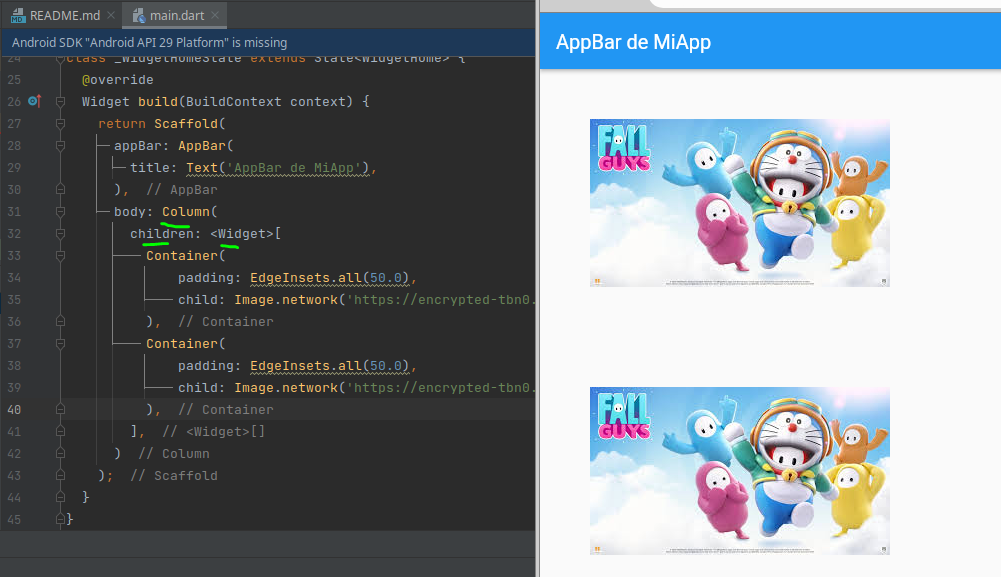 README.md
main.dart
Android SDK "Android API 29 Platform" is missing
24 class _WidgetHomeState extends State<WidgetHome> {
25 @override
26 Widget build(BuildContext context) {
27 return Scaffold(
28 appBar: AppBar(
29 title: Text('AppBar de MiApp'),
30 ), // AppBar
31 body: Column(
32 children: <Widget>[
33 Container(
34 padding: EdgeInsets.all(50.0),
35 child: Image.network('https://encrypted-tbn0.
36 ), // Container
37 Container(
38 padding: EdgeInsets.all(50.0),
39 child: Image.network('https://encrypted-tbn0.
40 ), // Container
41 ], // <Widget>[]
42 ) // Column
43 ); // Scaffold
44 }
45 }
AppBar de MiApp
FALL
GUYS
FALL
GUYS